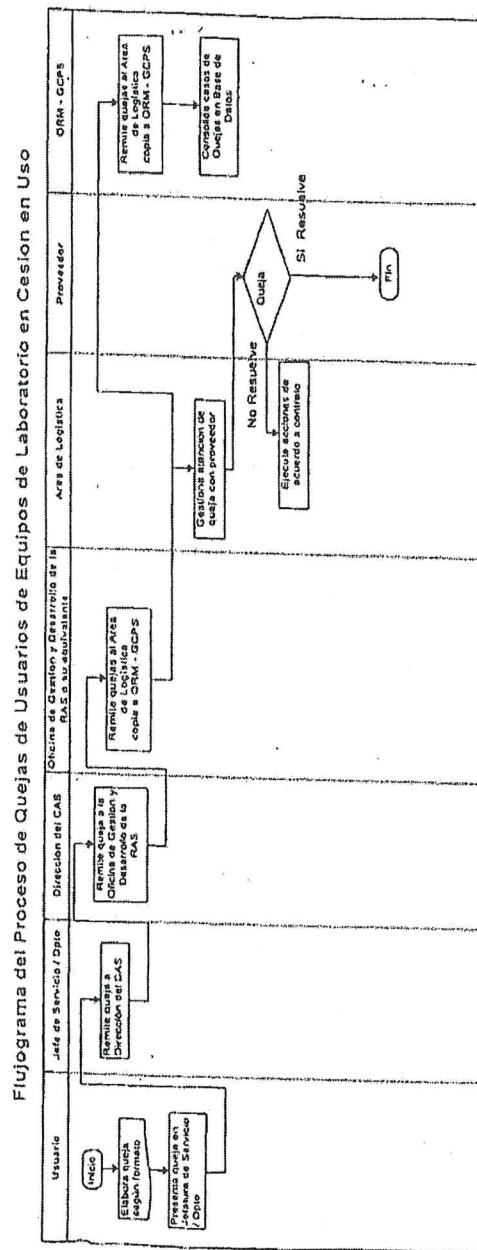 Flujograma del Proceso de Quejas de Usuarios de Equipos de Laboratorio en Cesion en Uso
Usuario
Jefe de Servicio / Dpto
Direccion del CAS
Oficina de Gestion y Desarrollo de la
RAS o su equivalente
Area de Logística
Proveedor
ORM - GCPS
Inicio
Elabora queja
según formato
Presenta queja en
Jefatura de Servicio
/ Dpto
Remite queja a
Dirección del CAS
Remite queja a la
Oficina de Gestión y
Desarrollo de la
RAS
Remite quejas al Area
de Logística
copia a ORM - GCPS
Gestiona atención de
queja con proveedor
No Resuelve
Ejecuta acciones de
acuerdo a contrato
Queja
Si Resuelve
Fin
Remite quejas al Area
de Logística
copia a ORM - GCPS
Consolida casos de
Quejas en Base de
Datos